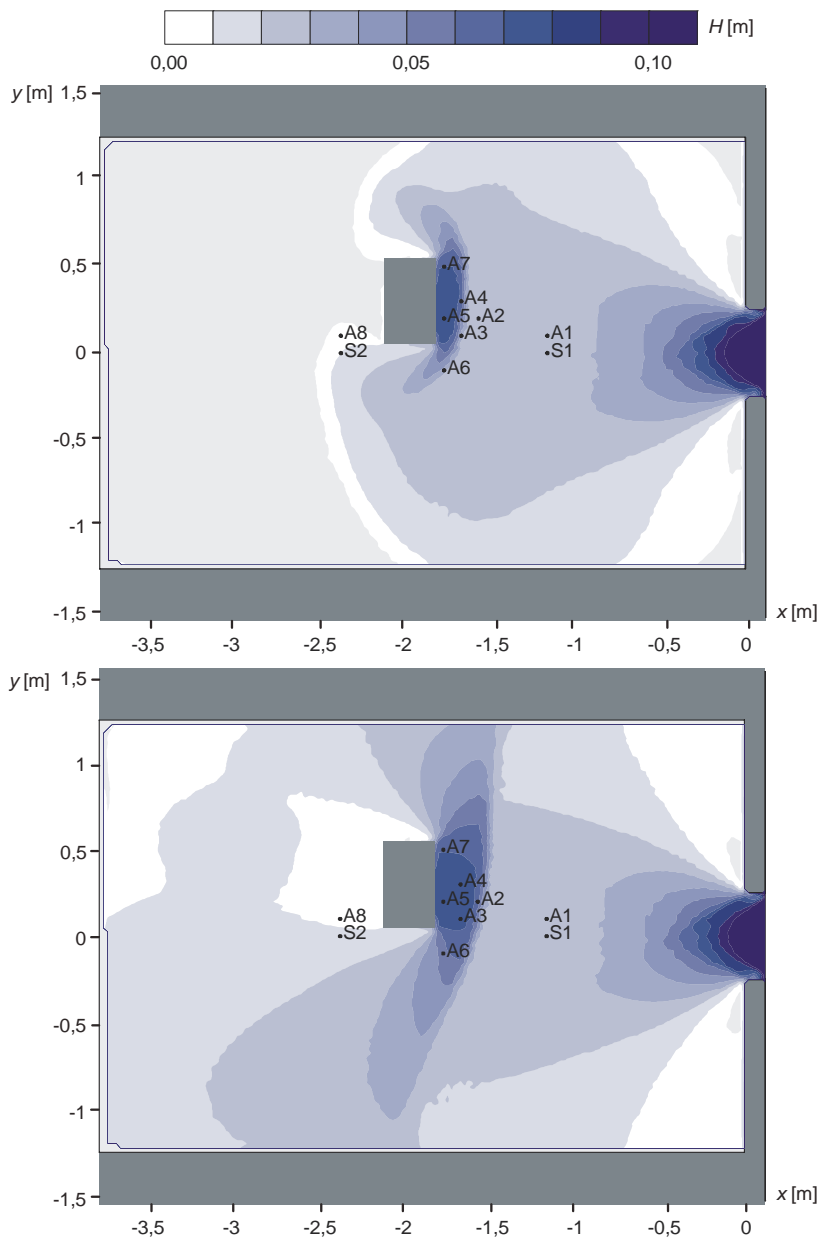 H [m]
0,00 0,05 0,10
y [m] 1,5
1
A7
0,5
A4
A5 A2
A8 A3 A1
0 S2 S1
A6
-0,5
-1
-1,5
x [m]
-3,5 -3 -2,5 -2 -1,5 -1 -0,5 0
y [m] 1,5
1
0,5 A7
A4
A5 A2
A8 A3 A1
0 S2 S1
A6
-0,5
-1
-1,5
x [m]
-3,5 -3 -2,5 -2 -1,5 -1 -0,5 0